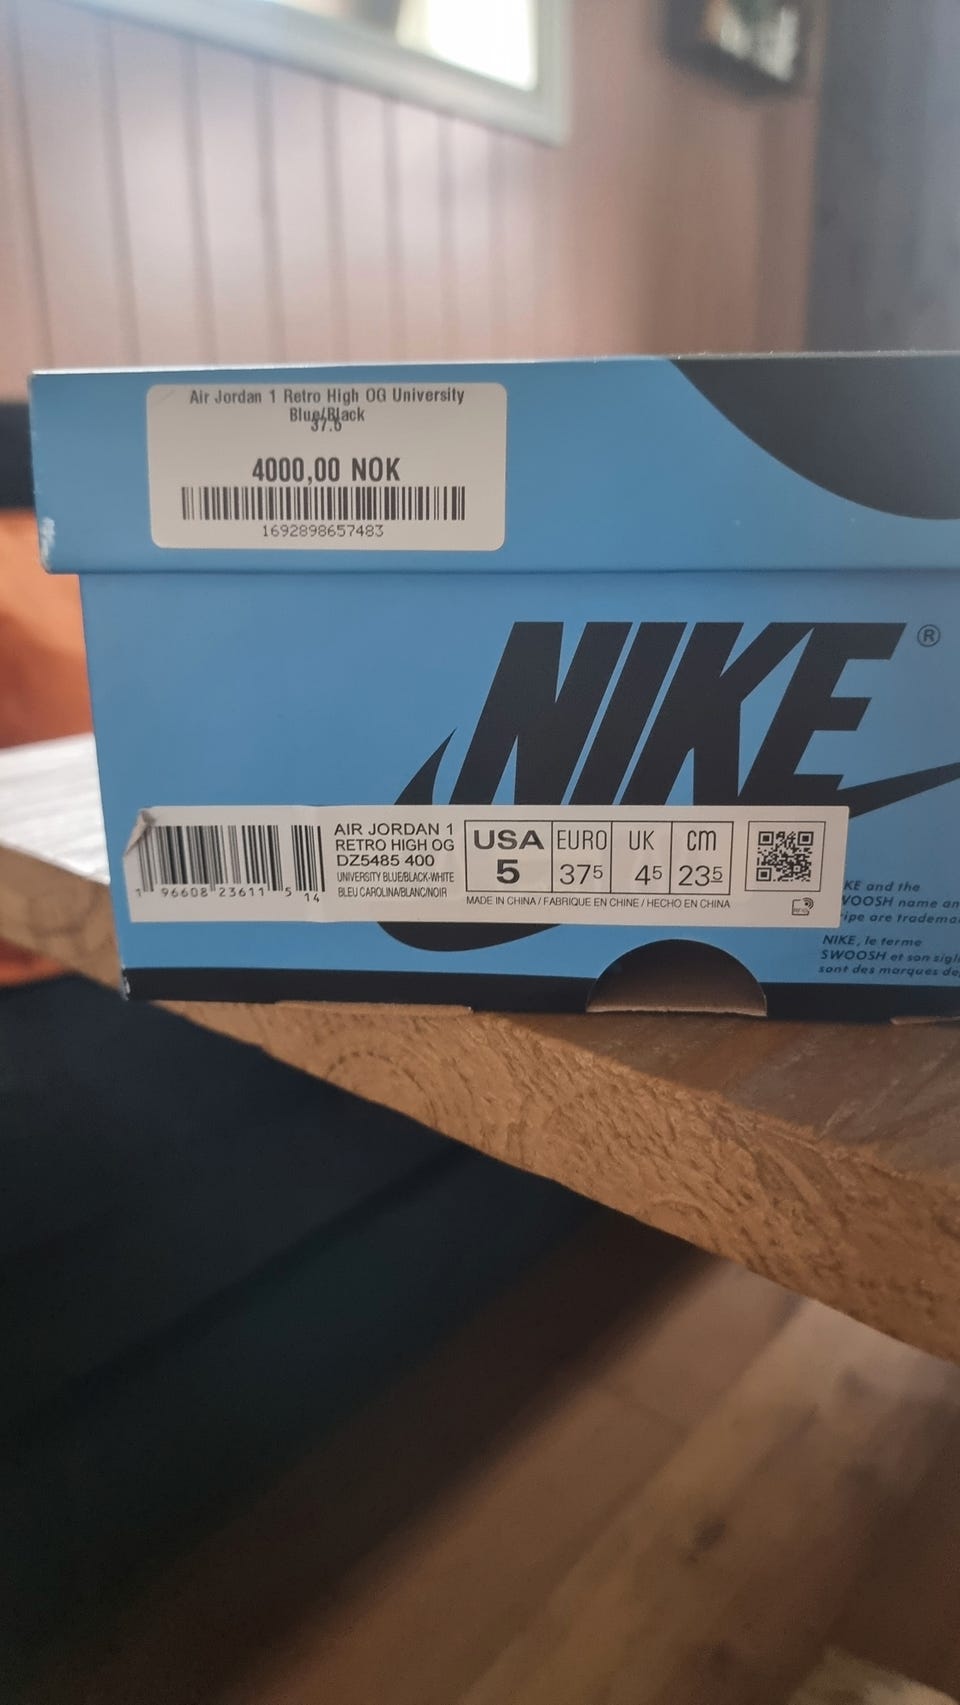 Air Jordan 1 Retro High OG University
Blue/Black
37.5
4000,00 NOK
1692898657483
NIKE®
1 96608 23611 5 14
AIR JORDAN 1
RETRO HIGH OG
DZ5485 400
UNIVERSITY BLUE/BLACK-WHITE
BLEU CAROLINA/BLANC/NOIR
USA EURO UK cm
5 375 45 235
MADE IN CHINA / FABRIQUE EN CHINE / HECHO EN CHINA
KE and the
WOOSH name an
ripe are tradema
NIKE, le terme
SWOOSH et son sigl
sont des marques de